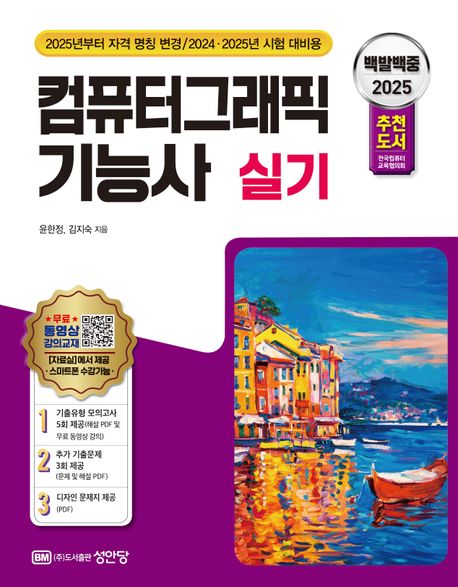 2025년부터 자격 명칭 변경/2024·2025년 시험 대비용
백발백중
2025
추천
도서
전국컴퓨터
교육협의회
컴퓨터그래픽
기능사 실기
윤한정, 김지숙 지음
★무료★
동영상
강의교재
[자료실]에서 제공
·스마트폰 수강가능·
1 기출유형 모의고사
5회 제공(해설 PDF 및
무료 동영상 강의)
2 추가 기출문제
3회 제공
(문제 및 해설 PDF)
3 디자인 문제지 제공
(PDF)
BM (주)도서출판 성안당